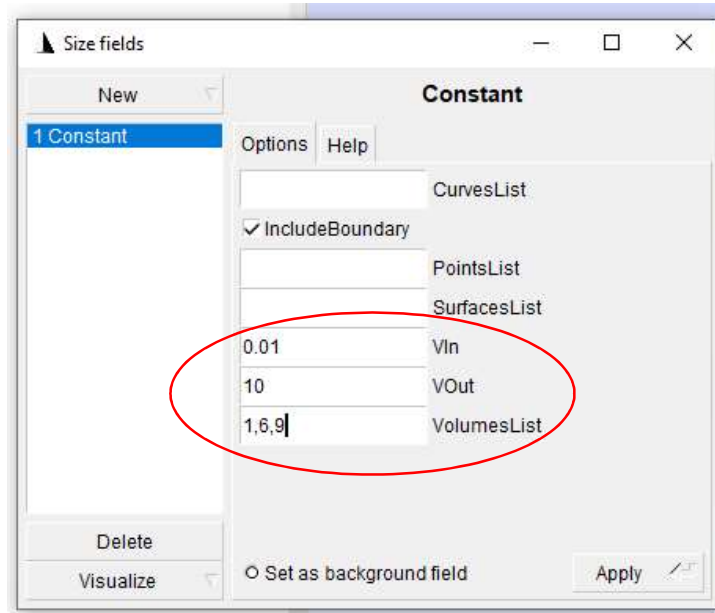 Size fields
New
Constant
1 Constant
Options Help
CurvesList
IncludeBoundary
PointsList
SurfacesList
0.01 VIn
10 VOut
1,6,9 VolumesList
Delete
Visualize
Set as background field
Apply